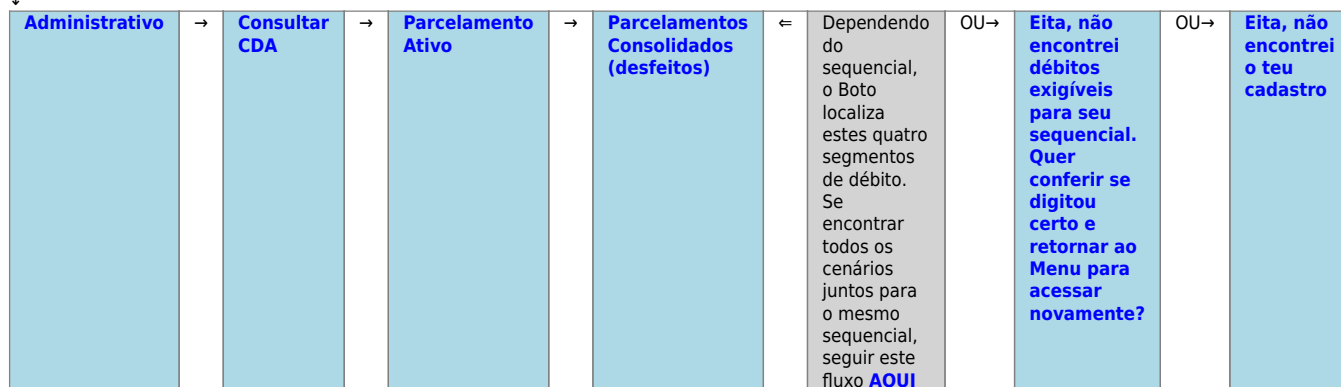 Administrativo
→
Consultar
CDA
→
Parcelamento
Ativo
→
Parcelamentos
Consolidados
(desfeitos)
⇐
Dependendo
do
sequencial,
o Boto
localiza
estes quatro
segmentos
de débito.
Se
encontrar
todos os
cenários
juntos para
o mesmo
sequencial,
seguir este
fluxo AQUI
OU→
Eita, não
encontrei
débitos
exigíveis
para seu
sequencial.
Quer
conferir se
digitou
certo e
retornar ao
Menu para
acessar
novamente?
OU→
Eita, não
encontrei
o teu
cadastro